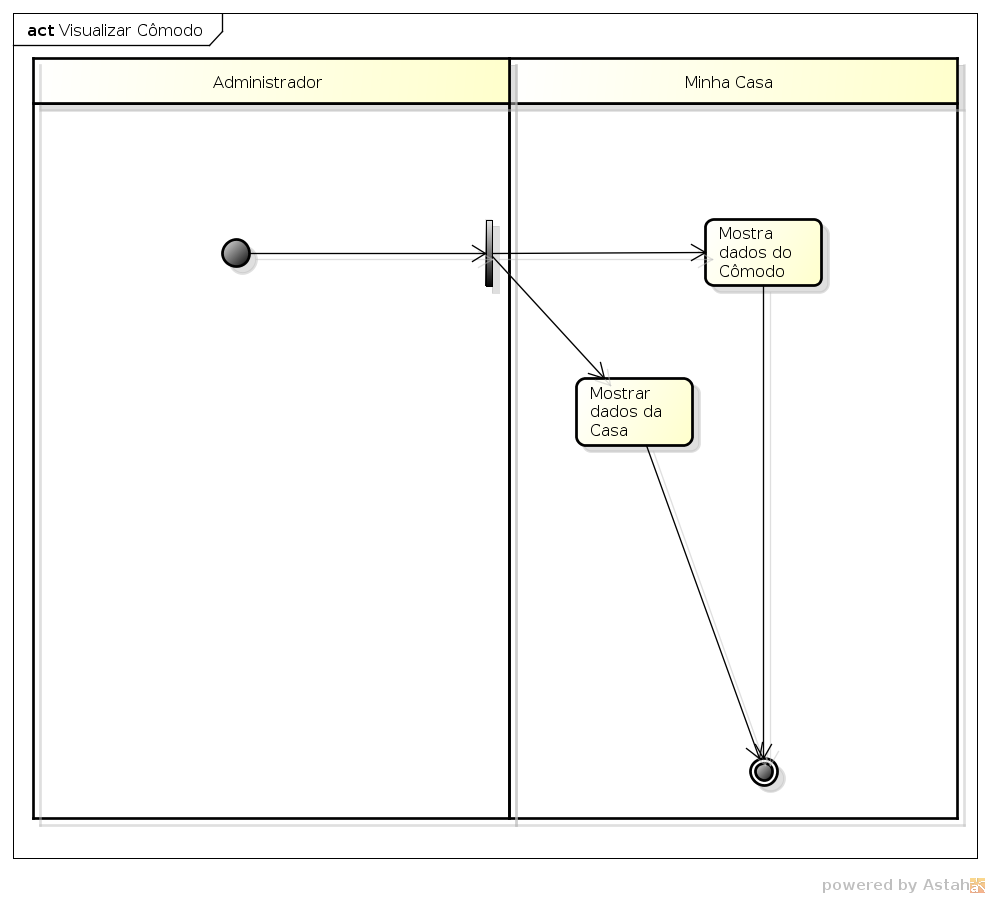 act Visualizar Cômodo
Administrador
Minha Casa
Mostra
dados do
Cômodo
Mostrar
dados da
Casa
powered by Astah